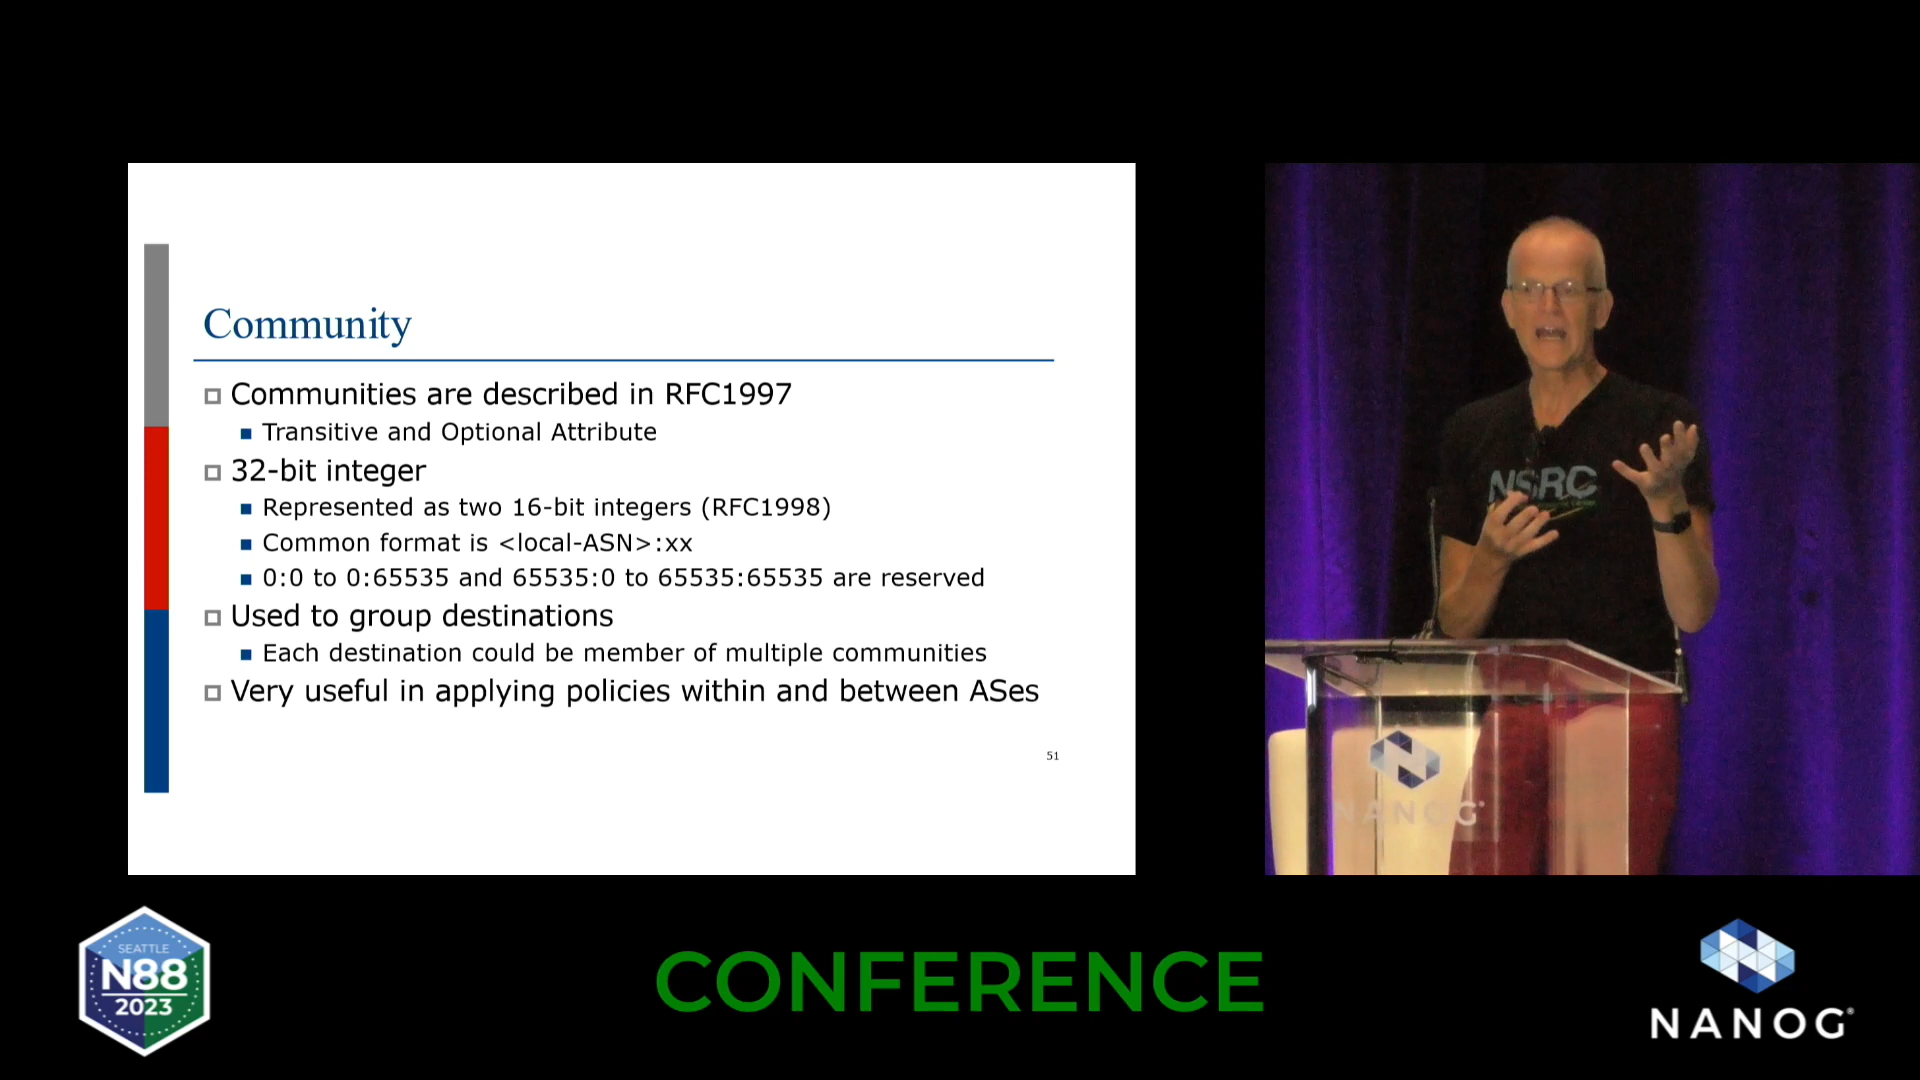 Community
Communities are described in RFC1997
Transitive and Optional Attribute
32-bit integer
Represented as two 16-bit integers (RFC1998)
Common format is <local-ASN>:xx
0:0 to 0:65535 and 65535:0 to 65535:65535 are reserved
Used to group destinations
Each destination could be member of multiple communities
Very useful in applying policies within and between ASes
51
NSRC
NANOG
SEATTLE
N88
2023
CONFERENCE
NANOG®